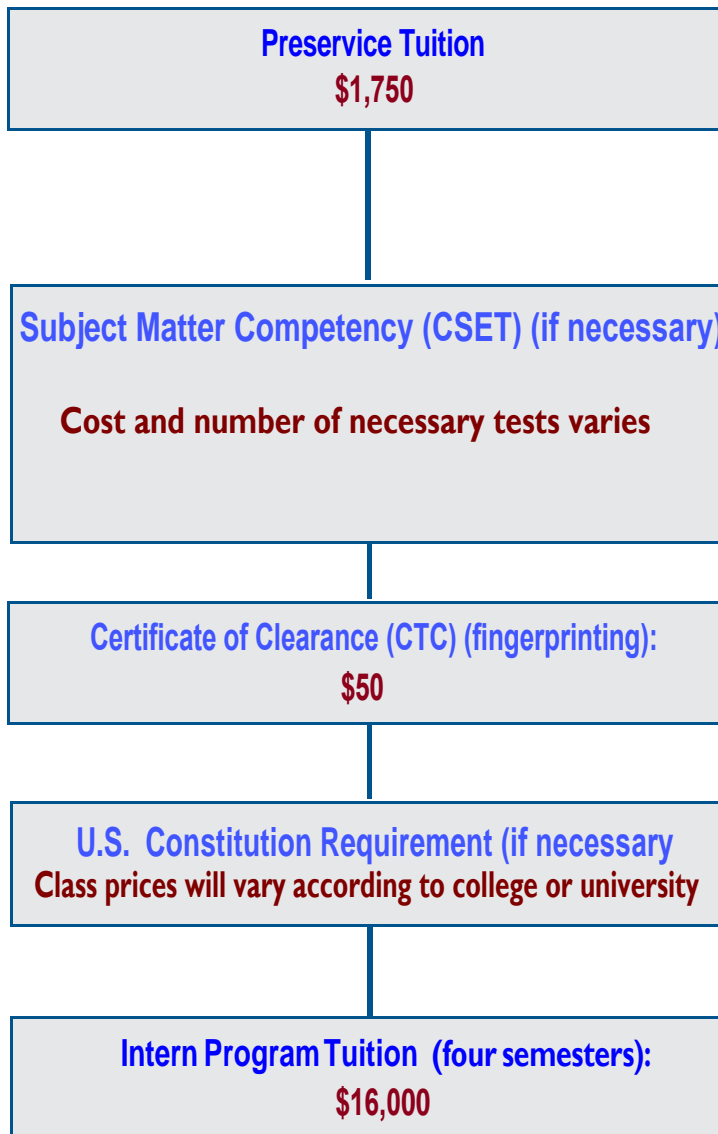 Preservice Tuition
$1,750
Subject Matter Competency (CSET) (if necessary)
Cost and number of necessary tests varies
Certificate of Clearance (CTC) (fingerprinting):
$50
U.S. Constitution Requirement (if necessary
Class prices will vary according to college or university
Intern Program Tuition (four semesters):
$16,000